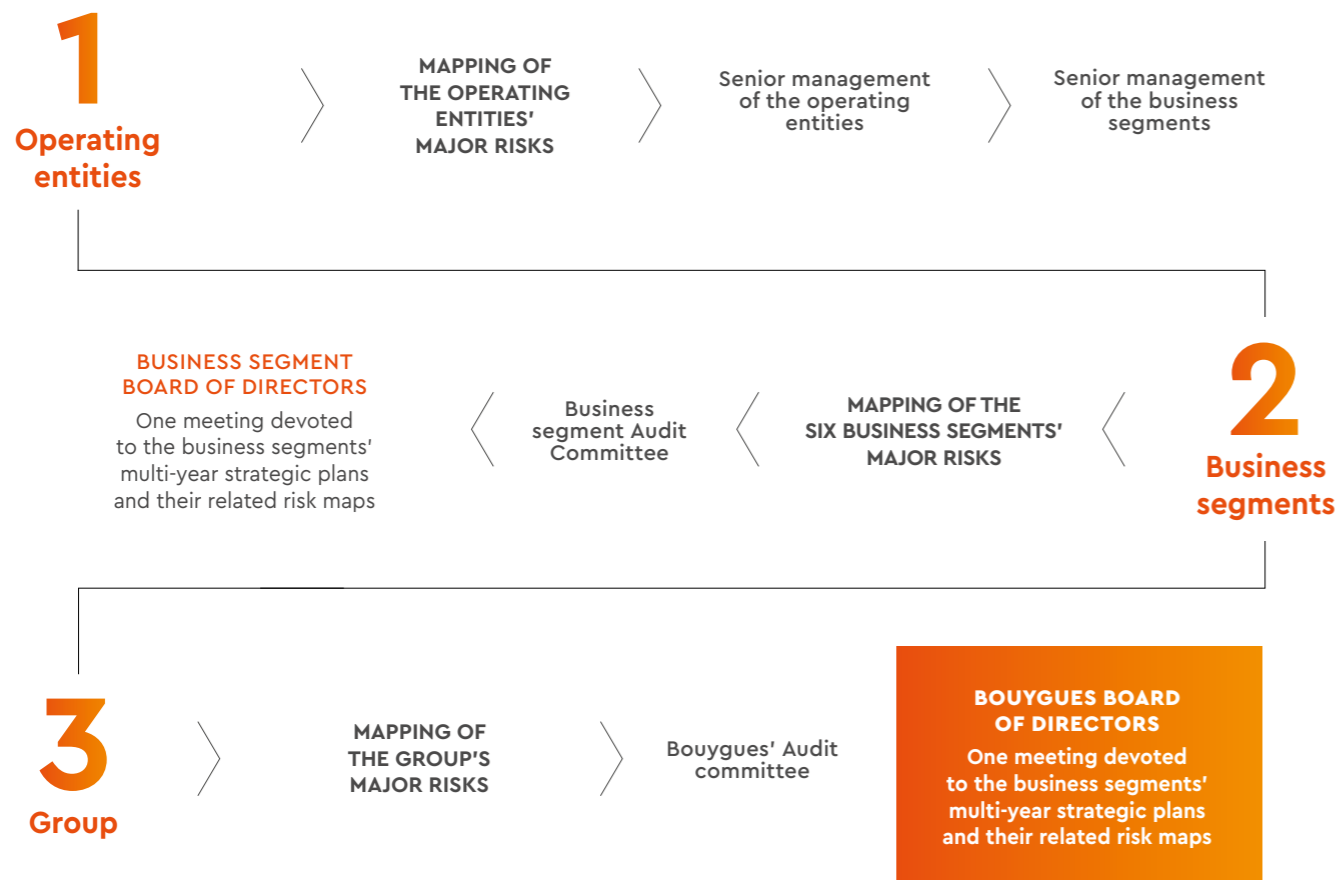 1
Operating
entities
MAPPING OF
THE OPERATING
ENTITIES'
MAJOR RISKS
Senior management
of the operating
entities
Senior management
of the business
segments
2
Business
segments
MAPPING OF THE
SIX BUSINESS SEGMENTS'
MAJOR RISKS
Business
segment Audit
Committee
BUSINESS SEGMENT
BOARD OF DIRECTORS
One meeting devoted
to the business segments'
multi-year strategic plans
and their related risk maps
3
Group
MAPPING OF
THE GROUP'S
MAJOR RISKS
Bouygues' Audit
committee
BOUYGUES BOARD
OF DIRECTORS
One meeting devoted
to the business segments'
multi-year strategic plans
and their related risk maps